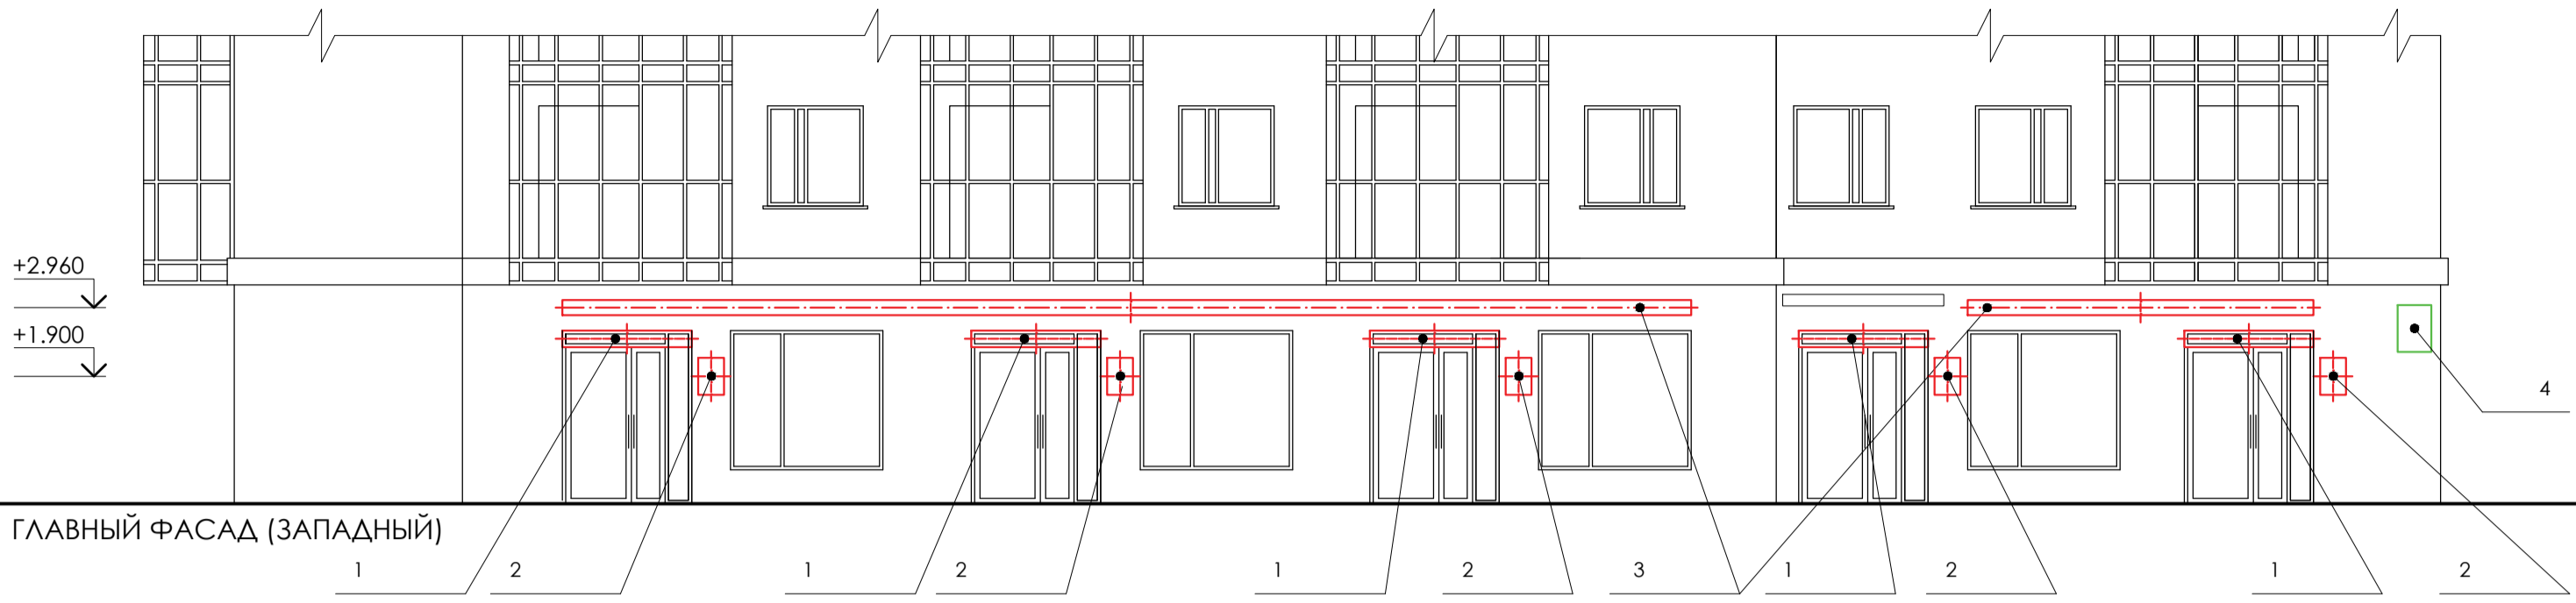 +2.960
+1.900
4
ГЛАВНЫЙ ФАСАД (ЗАПАДНЫЙ)
1 2 1 2 1 2 3 1 2 1 2